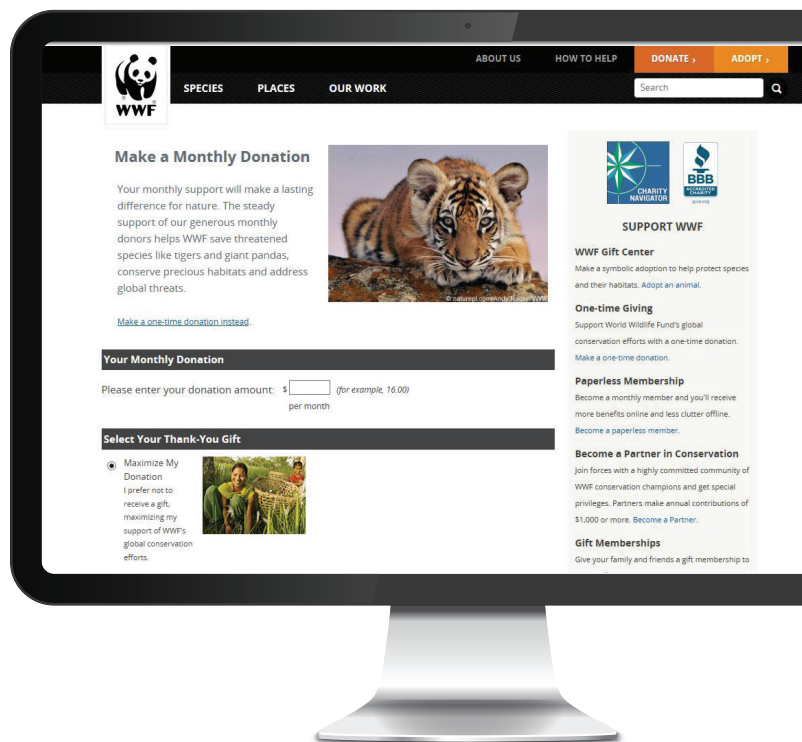 ABOUT US
HOW TO HELP
DONATE ›
ADOPT ›
WWF
SPECIES
PLACES
OUR WORK
Search
Make a Monthly Donation
Your monthly support will make a lasting
difference for nature. The steady
support of our generous monthly
donors helps WWF save threatened
species like tigers and giant pandas,
conserve precious habitats and address
global threats.
Make a one-time donation instead.
© naturepl.com/Andy Rouse/WWF
Your Monthly Donation
Please enter your donation amount: $ (for example, 16.00)
per month
Select Your Thank-You Gift
Maximize My
Donation
I prefer not to
receive a gift,
maximizing my
support of WWF's
global conservation
efforts.
CHARITY
NAVIGATOR
BBB
ACCREDITED
CHARITY
give.org
SUPPORT WWF
WWF Gift Center
Make a symbolic adoption to help protect species
and their habitats. Adopt an animal.
One-time Giving
Support World Wildlife Fund's global
conservation efforts with a one-time donation.
Make a one-time donation.
Paperless Membership
Become a monthly member and you'll receive
more benefits online and less clutter offline.
Become a paperless member.
Become a Partner in Conservation
Join forces with a highly committed community of
WWF conservation champions and get special
privileges. Partners make annual contributions of
$1,000 or more. Become a Partner.
Gift Memberships
Give your family and friends a gift membership to